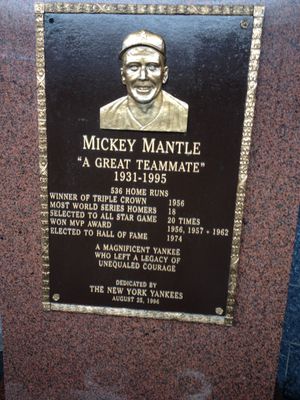 MICKEY MANTLE
"A GREAT TEAMMATE"
1931-1995
536 HOME RUNS
WINNER OF TRIPLE CROWN 1956
MOST WORLD SERIES HOMERS 18
SELECTED TO ALL STAR GAME 20 TIMES
WON MVP AWARD 1956, 1957 + 1962
ELECTED TO HALL OF FAME 1974
A MAGNIFICENT YANKEE
WHO LEFT A LEGACY OF
UNEQUALED COURAGE
DEDICATED BY
THE NEW YORK YANKEES
AUGUST 25, 1996